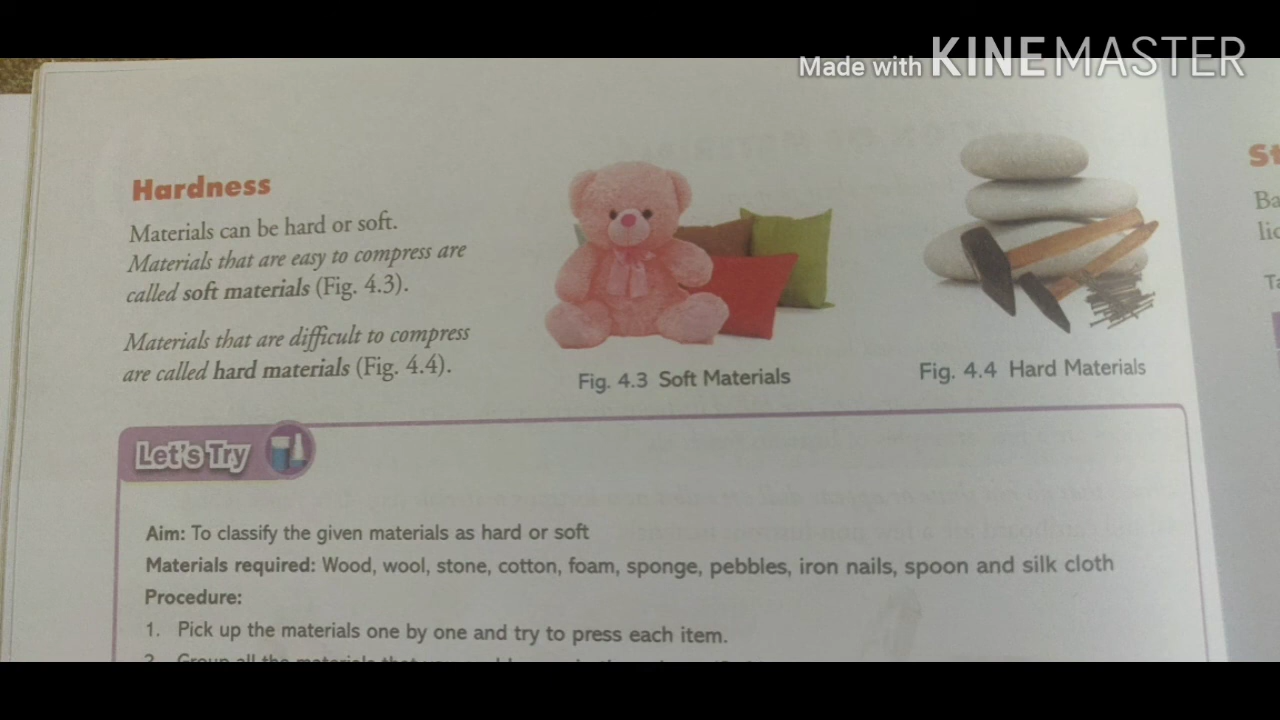 Made with KINEMASTER
Hardness
Materials can be hard or soft.
Materials that are easy to compress are
called soft materials (Fig. 4.3).
Materials that are difficult to compress
are called hard materials (Fig. 4.4).
Fig. 4.3 Soft Materials
Fig. 4.4 Hard Materials
Let's Try
Aim: To classify the given materials as hard or soft
Materials required: Wood, wool, stone, cotton, foam, sponge, pebbles, iron nails, spoon and silk cloth
Procedure:
1. Pick up the materials one by one and try to press each item.